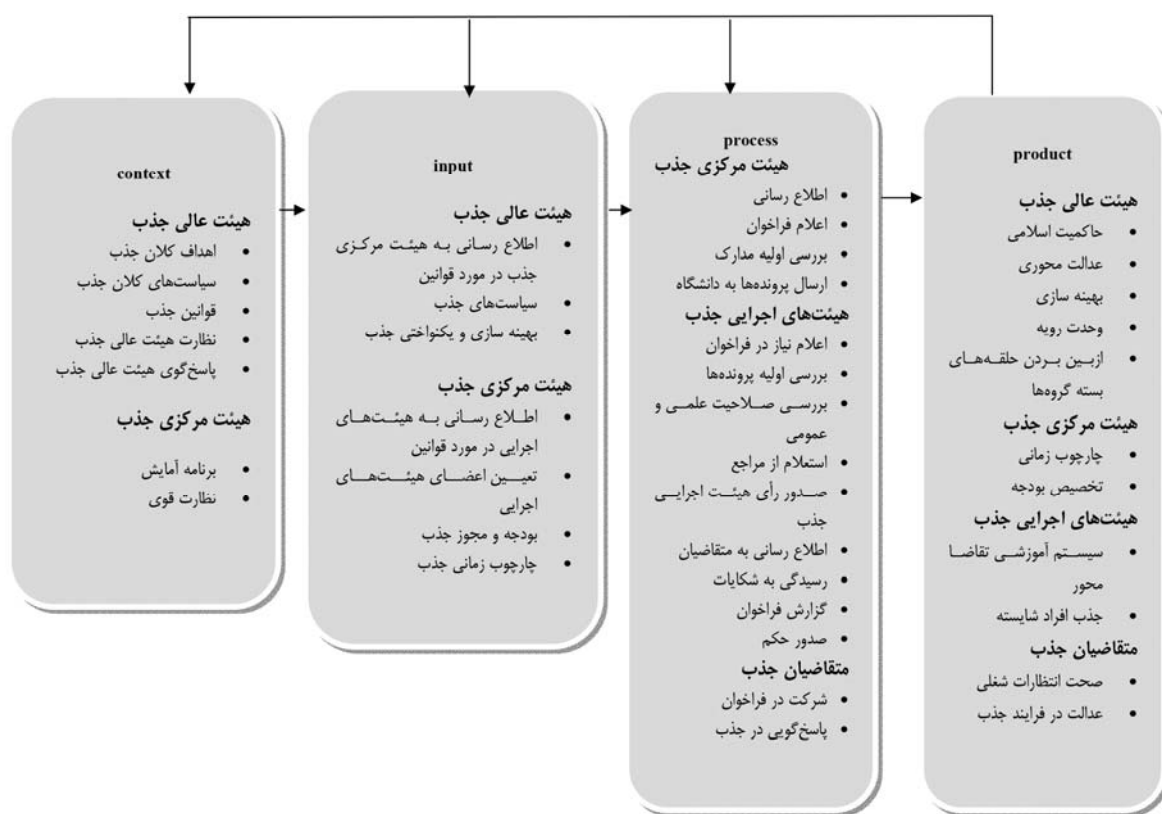 context
هیئت عالی جذب
• اهداف کلان جذب
• سیاست‌های کلان جذب
• قوانین جذب
• نظارت هیئت عالی جذب
• پاسخ‌گوی هیئت عالی جذب
هیئت مرکزی جذب
• برنامه آمایش
• نظارت قوی
input
هیئت عالی جذب
• اطلاع رسانی به هیئت مرکزی
جذب در مورد قوانین
• سیاست‌های جذب
• بهینه سازی و یکنواختی جذب
هیئت مرکزی جذب
• اطلاع رسانی به هیئت‌های
اجرایی در مورد قوانین
• تعیین اعضای هیئت‌های
اجرایی
• بودجه و مجوز جذب
• چارچوب زمانی جذب
process
هیئت مرکزی جذب
• اطلاع رسانی
• اعلام فراخوان
• بررسی اولیه مدارک
• ارسال پرونده‌ها به دانشگاه
هیئت‌های اجرایی جذب
• اعلام نیاز در فراخوان
• بررسی اولیه پرونده‌ها
• بررسی صلاحیت علمی و
عمومی
• استعلام از مراجع
• صدور رأی هیئت اجرایی
جذب
• اطلاع رسانی به متقاضیان
• رسیدگی به شکایات
• گزارش فراخوان
• صدور حکم
متقاضیان جذب
• شرکت در فراخوان
• پاسخ‌گویی در جذب
product
هیئت عالی جذب
• حاکمیت اسلامی
• عدالت محوری
• بهینه سازی
• وحدت رویه
• ازبین بردن حلقه‌های
بسته گروه‌ها
هیئت مرکزی جذب
• چارچوب زمانی
• تخصیص بودجه
هیئت‌های اجرایی جذب
• سیستم آموزشی تقاضا
محور
• جذب افراد شایسته
متقاضیان جذب
• صحت انتظارات شغلی
• عدالت در فرایند جذب